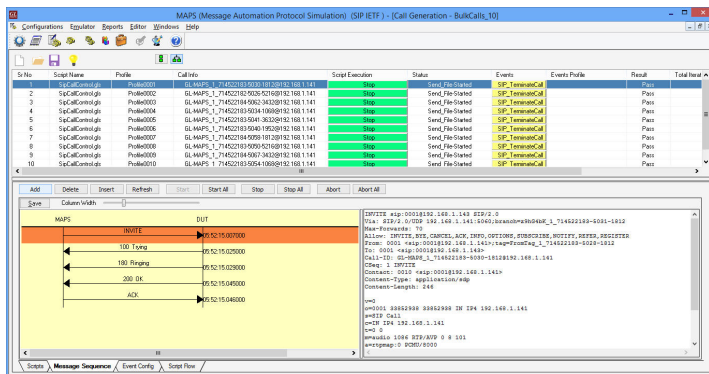 MAPS (Message Automation Protocol Simulation) (SIP IETF ) - [Call Generation - BulkCalls_10]
Configurations Emulator Reports Editor Windows Help
Sr No Script Name Profile Call Info Script Execution Status Events Events Profile Result Total Iterat
1 SipCallControl.gls Profile0001 GL-MAPS_1_714522183-5030-1812@192.168.1.141 Stop Send_File-Started SIP_TerminateCall Pass
2 SipCallControl.gls Profile0002 GL-MAPS_1_714522182-5026-5216@192.168.1.141 Stop Send_File-Started SIP_TerminateCall Pass
3 SipCallControl.gls Profile0003 GL-MAPS_1_714522184-5062-3432@192.168.1.141 Stop Send_File-Started SIP_TerminateCall Pass
4 SipCallControl.gls Profile0004 GL-MAPS_1_714522183-5034-1068@192.168.1.141 Stop Send_File-Started SIP_TerminateCall Pass
5 SipCallControl.gls Profile0005 GL-MAPS_1_714522183-5041-3632@192.168.1.141 Stop Send_File-Started SIP_TerminateCall Pass
6 SipCallControl.gls Profile0006 GL-MAPS_1_714522183-5040-1952@192.168.1.141 Stop Send_File-Started SIP_TerminateCall Pass
7 SipCallControl.gls Profile0007 GL-MAPS_1_714522184-5058-1812@192.168.1.141 Stop Send_File-Started SIP_TerminateCall Pass
8 SipCallControl.gls Profile0008 GL-MAPS_1_714522183-5050-5216@192.168.1.141 Stop Send_File-Started SIP_TerminateCall Pass
9 SipCallControl.gls Profile0009 GL-MAPS_1_714522184-5067-3432@192.168.1.141 Stop Send_File-Started SIP_TerminateCall Pass
10 SipCallControl.gls Profile0010 GL-MAPS_1_714522183-5054-1068@192.168.1.141 Stop Send_File-Started SIP_TerminateCall Pass
Add Delete Insert Refresh Start Start All Stop Stop All Abort Abort All
Save Column Width
MAPS DUT
INVITE 05:52:15.007000
100 Trying 05:52:15.025000
180 Ringing 05:52:15.029000
200 OK 05:52:15.045000
ACK 05:52:15.046000
INVITE sip:0001@192.168.1.143 SIP/2.0
Via: SIP/2.0/UDP 192.168.1.141:5060;branch=z9hG4bK_1_714522183-5031-1812
Max-Forwards: 70
Allow: INVITE,BYE,CANCEL,ACK,INFO,OPTIONS,SUBSCRIBE,NOTIFY,REFER,REGISTER
From: 0001 <sip:0001@192.168.1.141>;tag=FromTag_1_714522183-5028-1812
To: 0001 <sip:0001@192.168.1.143>
Call-ID: GL-MAPS_1_714522183-5030-1812@192.168.1.141
CSeq: 1 INVITE
Contact: 0010 <sip:0001@192.168.1.141>
Content-Type: application/sdp
Content-Length: 246
v=0
o=0001 33852938 33852938 IN IP4 192.168.1.141
s=SIP Call
c=IN IP4 192.168.1.141
t=0 0
m=audio 1086 RTP/AVP 0 8 101
a=rtpmap:0 PCMU/8000
Scripts Message Sequence Event Config Script Flow